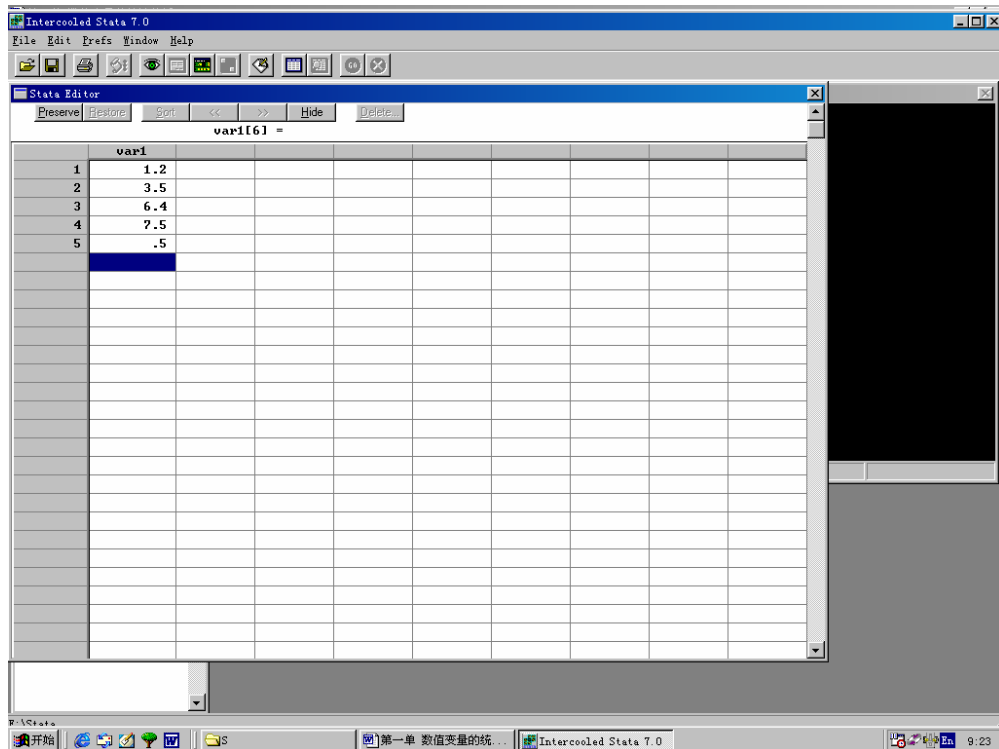 Intercooled Stata 7.0
File Edit Prefs Window Help
Stata Editor
Preserve Restore Sort << >> Hide Delete...
var1[6] =
var1
1 1.2
2 3.5
3 6.4
4 7.5
5 .5
F:\Stata
开始 S 第一单 数值变量的统... Intercooled Stata 7.0 En 9:23